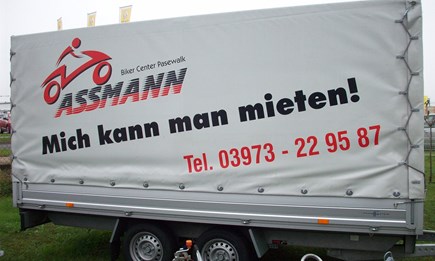 Biker Center Pasewalk
ASSMANN
Mich kann man mieten!
Tel. 03973 - 22 95 87